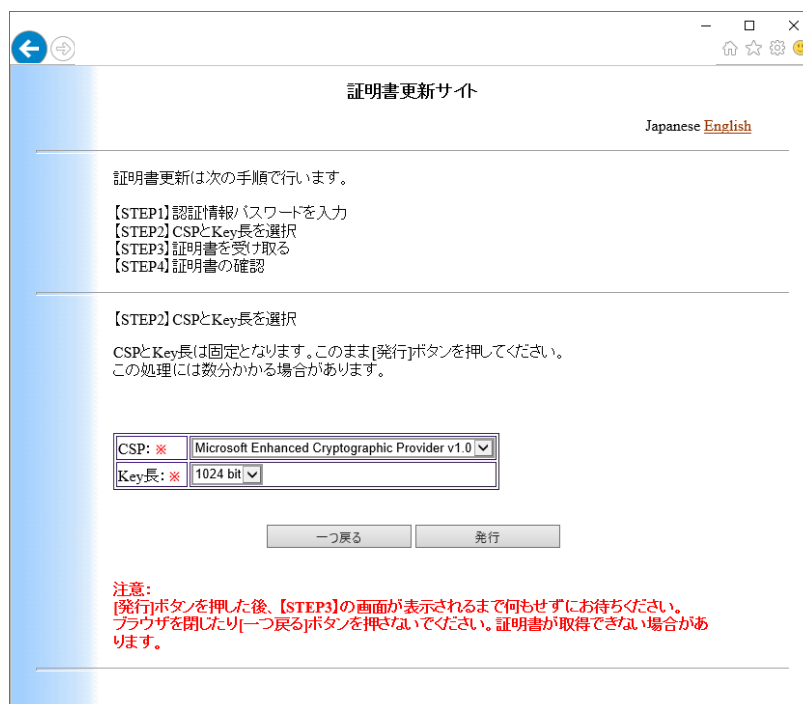 証明書更新サイト
Japanese English
証明書更新は次の手順で行います。
【STEP1】認証情報パスワードを入力
【STEP2】CSPとKey長を選択
【STEP3】証明書を受け取る
【STEP4】証明書の確認
【STEP2】CSPとKey長を選択
CSPとKey長は固定となります。このまま[発行]ボタンを押してください。
この処理には数分かかる場合があります。
CSP: ※ Microsoft Enhanced Cryptographic Provider v1.0
Key長: ※ 1024 bit
一つ戻る 発行
注意:
[発行]ボタンを押した後、【STEP3】の画面が表示されるまで何もせずにお待ちください。
ブラウザを閉じたり[一つ戻る]ボタンを押さないでください。証明書が取得できない場合があ
ります。